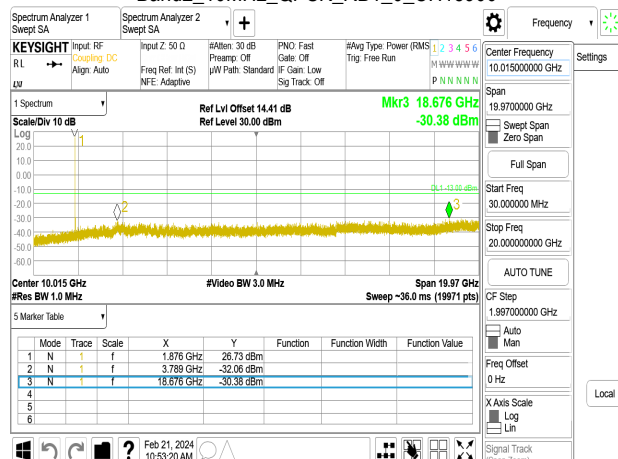 Spectrum Analyzer 1
Swept SA
Spectrum Analyzer 2
Swept SA
Frequency
KEYSIGHT
RL
Input: RF
Coupling: DC
Align: Auto
Input Z: 50 Ω
Freq Ref: Int (S)
NFE: Adaptive
#Atten: 30 dB
Preamp: Off
µW Path: Standard
PNO: Fast
Gate: Off
IF Gain: Low
Sig Track: Off
#Avg Type: Power (RMS
Trig: Free Run
1 2 3 4 5 6
M W W W W W
P N N N N N
1 Spectrum
Scale/Div 10 dB
Log
Ref Lvl Offset 14.41 dB
Ref Level 30.00 dBm
Mkr3 18.676 GHz
-30.38 dBm
20.0
10.0
0.00
-10.0
-20.0
-30.0
-40.0
-50.0
-60.0
1
2
3
DL1 -13.00 dBm
Center 10.015 GHz
#Res BW 1.0 MHz
#Video BW 3.0 MHz
Span 19.97 GHz
Sweep ~36.0 ms (19971 pts)
5 Marker Table
Mode Trace Scale X Y Function Function Width Function Value
1 N 1 f 1.876 GHz 26.73 dBm
2 N 1 f 3.789 GHz -32.06 dBm
3 N 1 f 18.676 GHz -30.38 dBm
4
5
6
Feb 21, 2024
10:53:20 AM
Center Frequency
10.015000000 GHz
Settings
Span
19.9700000 GHz
Swept Span
Zero Span
Full Span
Start Freq
30.000000 MHz
Stop Freq
20.000000000 GHz
AUTO TUNE
CF Step
1.997000000 GHz
Auto
Man
Freq Offset
0 Hz
X Axis Scale
Log
Lin
Local
Signal Track